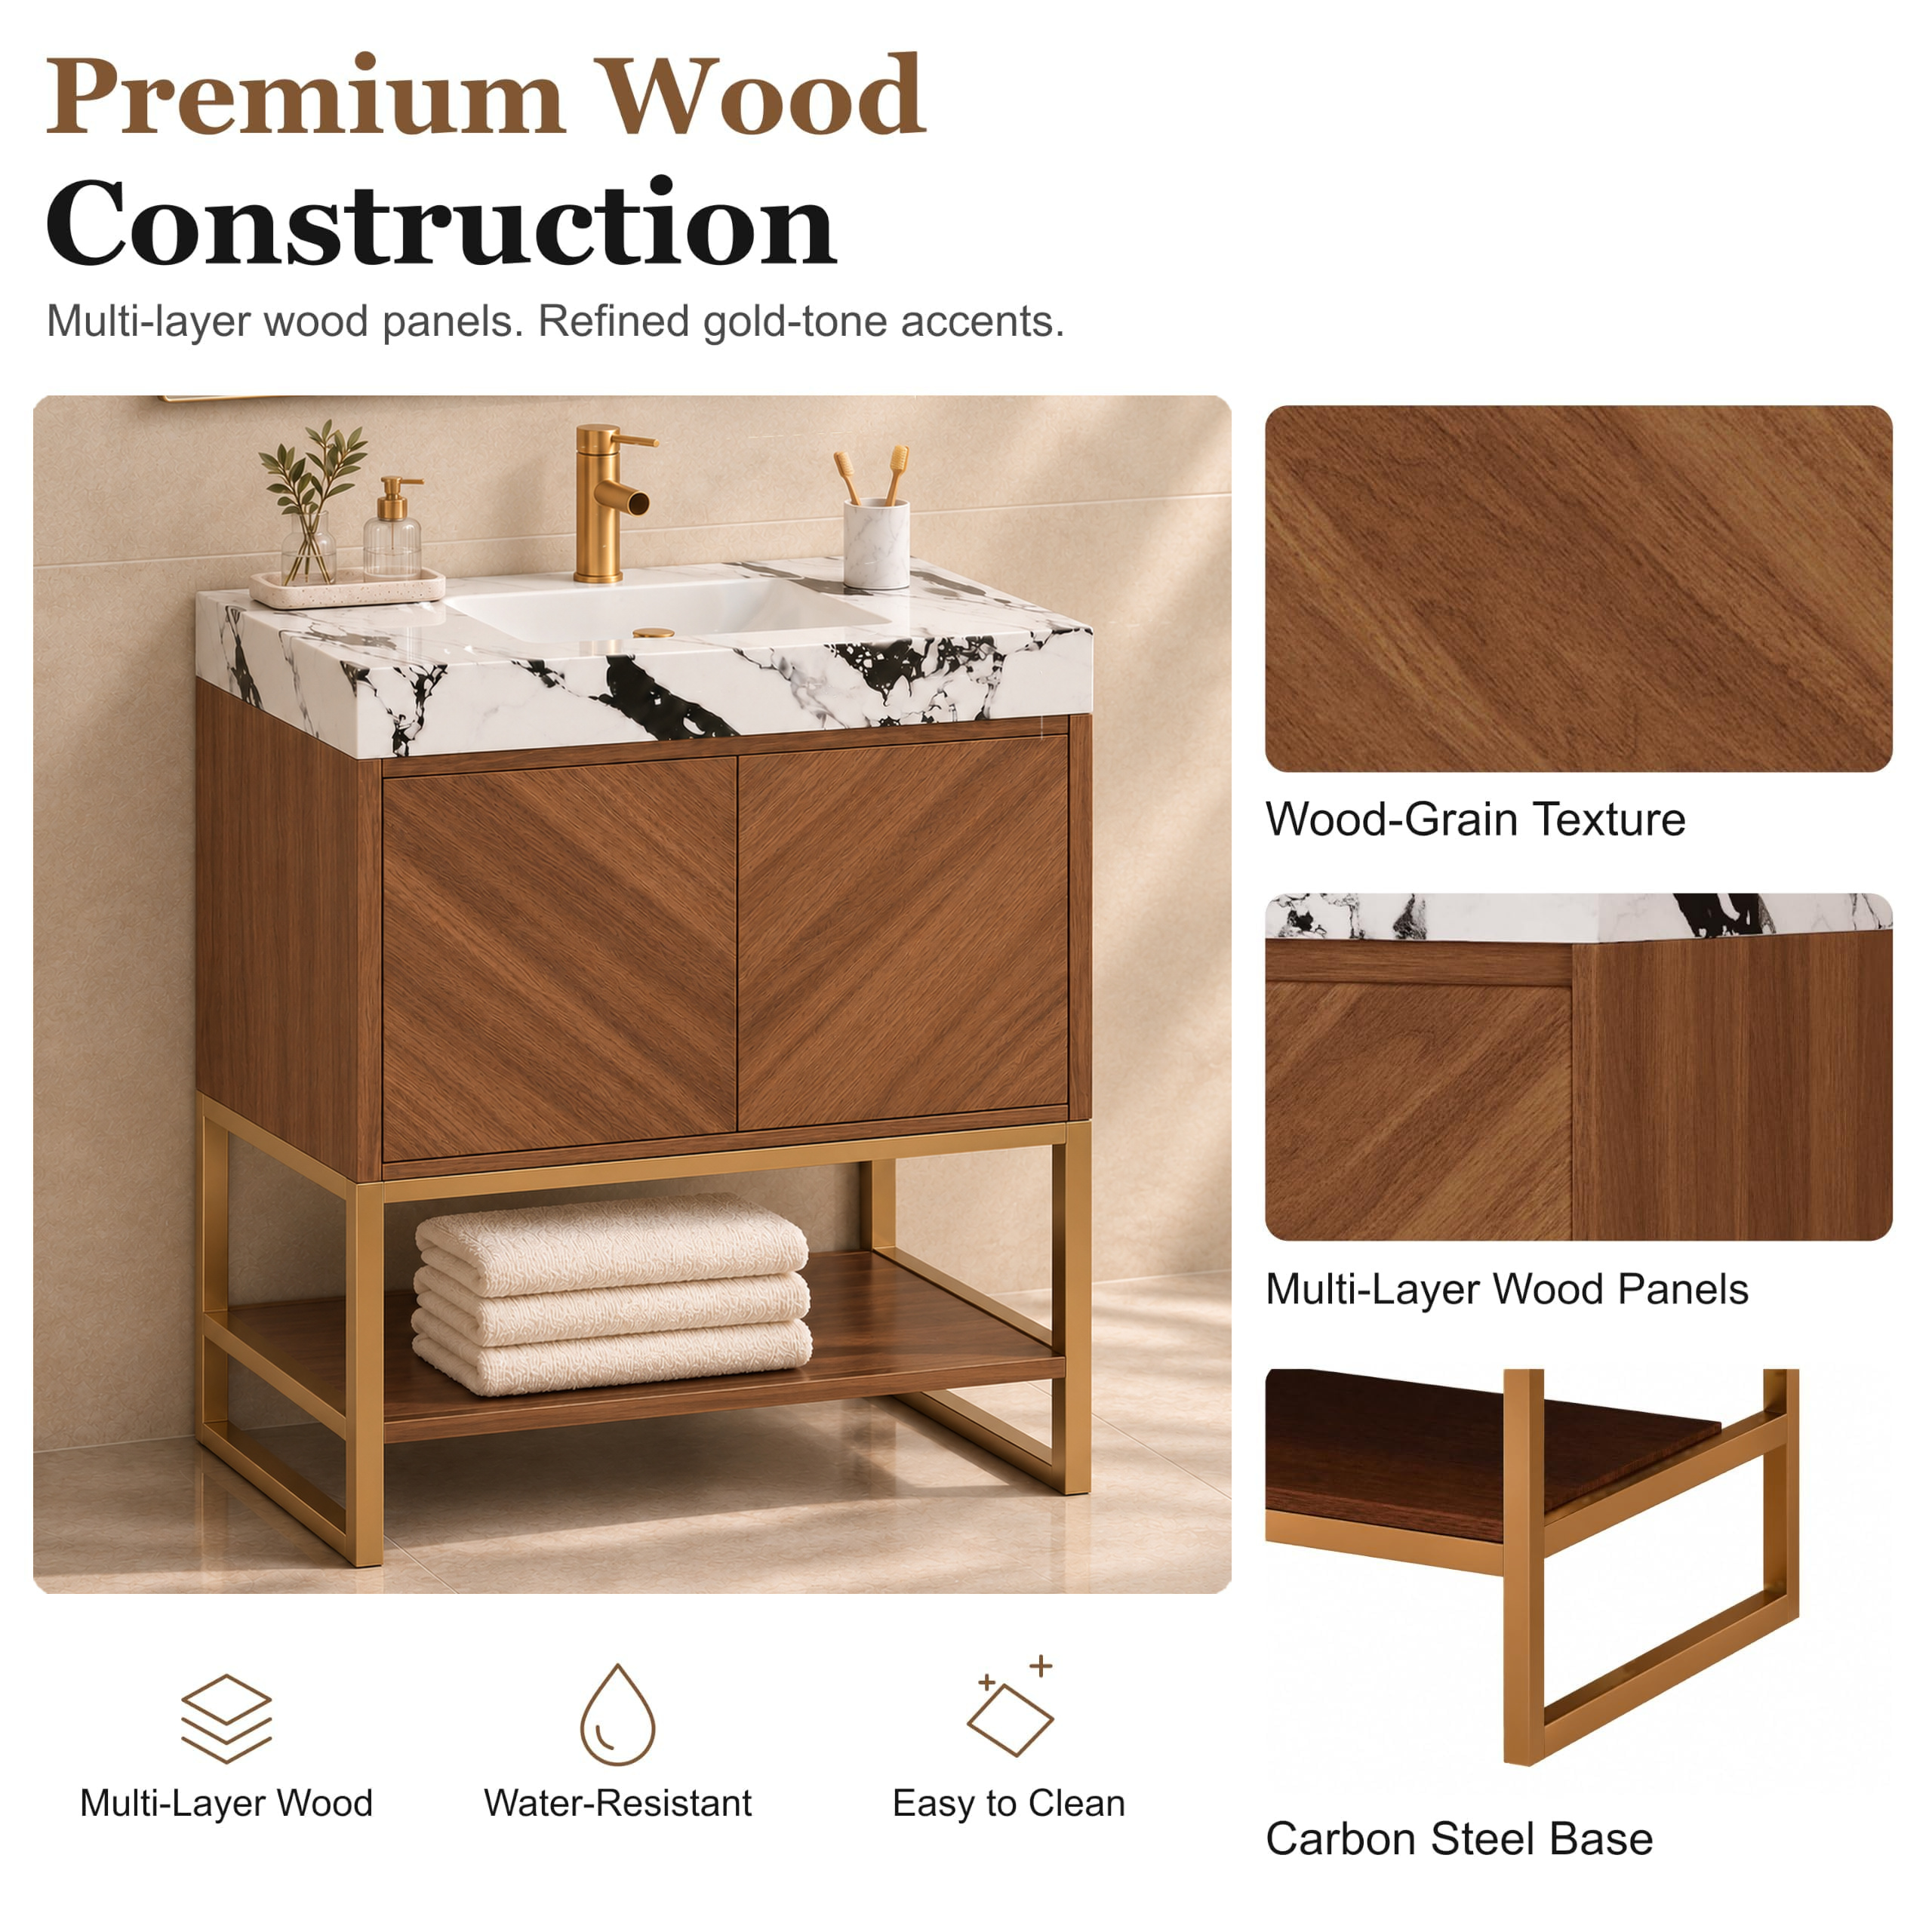 Premium Wood
Construction
Multi-layer wood panels. Refined gold-tone accents.
Wood-Grain Texture
Multi-Layer Wood Panels
Carbon Steel Base
Multi-Layer Wood
Water-Resistant
Easy to Clean